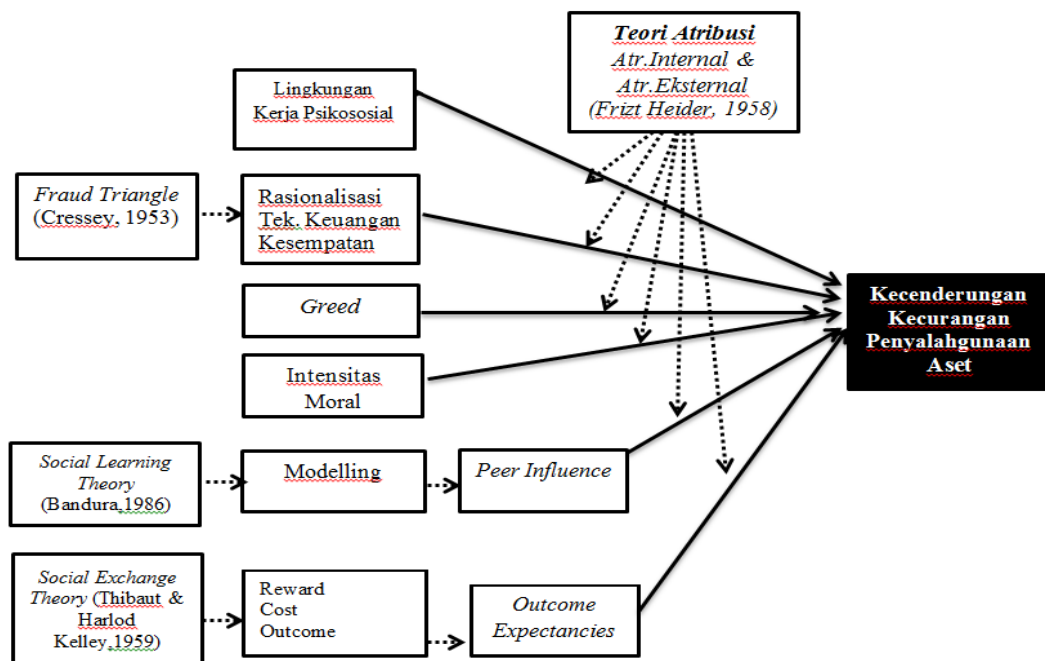 Teori Atribusi
Atr.Internal &
Atr.Eksternal
(Frizt Heider, 1958)
Lingkungan
Kerja Psikososial
Fraud Triangle
(Cressey, 1953)
Rasionalisasi
Tek. Keuangan
Kesempatan
Greed
Intensitas
Moral
Kecenderungan
Kecurangan
Penyalahgunaan
Aset
Social Learning
Theory
(Bandura,1986)
Modelling
Peer Influence
Social Exchange
Theory (Thibaut &
Harlod
Kelley,1959)
Reward
Cost
Outcome
Outcome
Expectancies